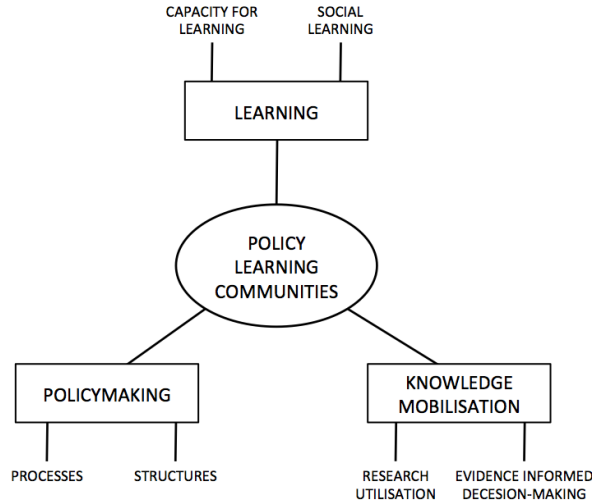 CAPACITY FOR
LEARNING
SOCIAL
LEARNING
LEARNING
POLICY
LEARNING
COMMUNITIES
POLICYMAKING
KNOWLEDGE
MOBILISATION
PROCESSES
STRUCTURES
RESEARCH
UTILISATION
EVIDENCE INFORMED
DECESION-MAKING